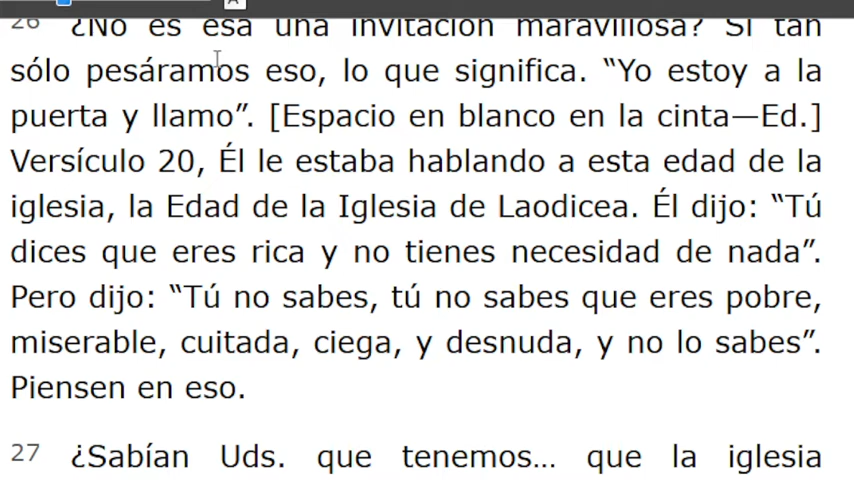 26 ¿No es esa una invitación maravillosa? Si tan
sólo pesáramos eso, lo que significa. “Yo estoy a la
puerta y llamo”. [Espacio en blanco en la cinta—Ed.]
Versículo 20, Él le estaba hablando a esta edad de la
iglesia, la Edad de la Iglesia de Laodicea. Él dijo: “Tú
dices que eres rica y no tienes necesidad de nada”.
Pero dijo: “Tú no sabes, tú no sabes que eres pobre,
miserable, cuitada, ciega, y desnuda, y no lo sabes”.
Piensen en eso.
27 ¿Sabían Uds. que tenemos... que la iglesia